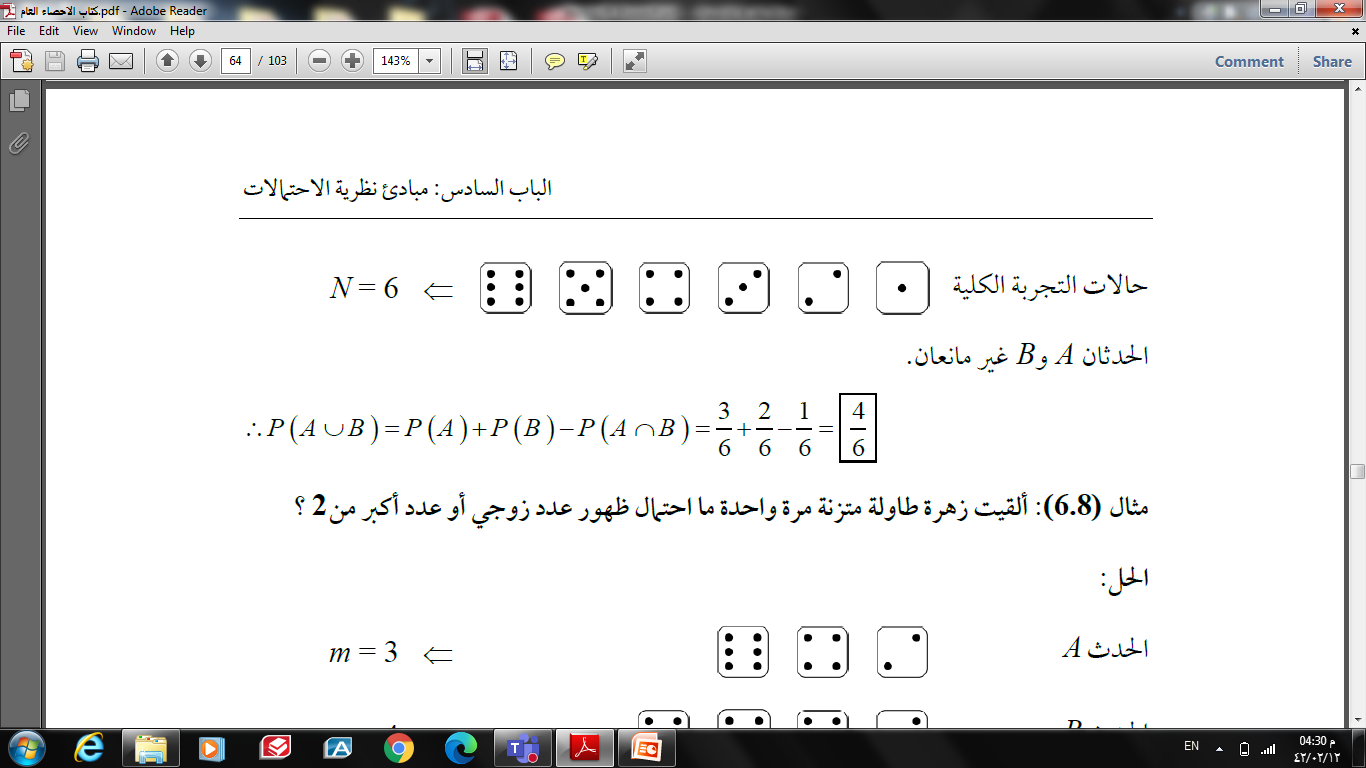 كتاب الاحصاء العام.pdf - Adobe Reader
File Edit View Window Help
64 / 103 143% Comment Share
الباب السادس: مبادئ نظرية الاحتمالات
حالات التجربة الكلية ⇐ N = 6
الحدثان A و B غير مانعان.
∴ P(A ∪ B) = P(A) + P(B) − P(A ∩ B) = 3/6 + 2/6 − 1/6 = 4/6
مثال (6.8): ألقيت زهرة طاولة متزنة مرة واحدة ما احتمال ظهور عدد زوجي أو عدد أكبر من 2 ؟
الحل:
الحدث A ⇐ m = 3
EN 04:30 م
٤٢/٠٢/١٢